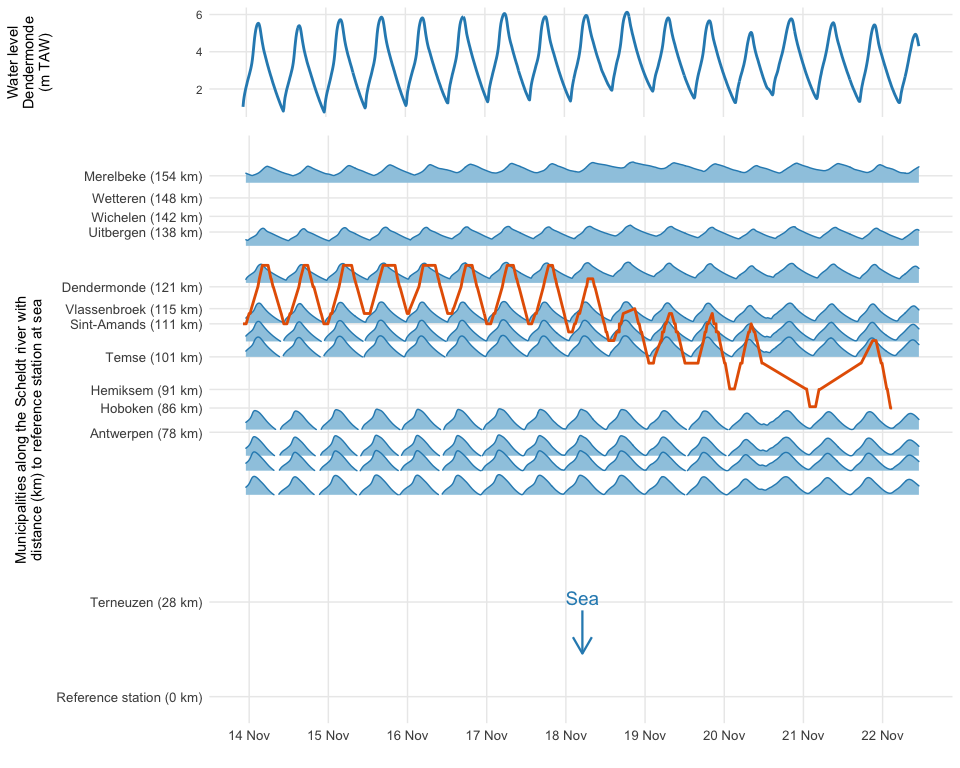 Water level
Dendermonde
(m TAW)
6
4
2
Municipalities along the Scheldt river with
distance (km) to reference station at sea
Merelbeke (154 km)
Wetteren (148 km)
Wichelen (142 km)
Uitbergen (138 km)
Dendermonde (121 km)
Vlassenbroek (115 km)
Sint-Amands (111 km)
Temse (101 km)
Hemiksem (91 km)
Hoboken (86 km)
Antwerpen (78 km)
Terneuzen (28 km)
Reference station (0 km)
Sea
14 Nov 15 Nov 16 Nov 17 Nov 18 Nov 19 Nov 20 Nov 21 Nov 22 Nov